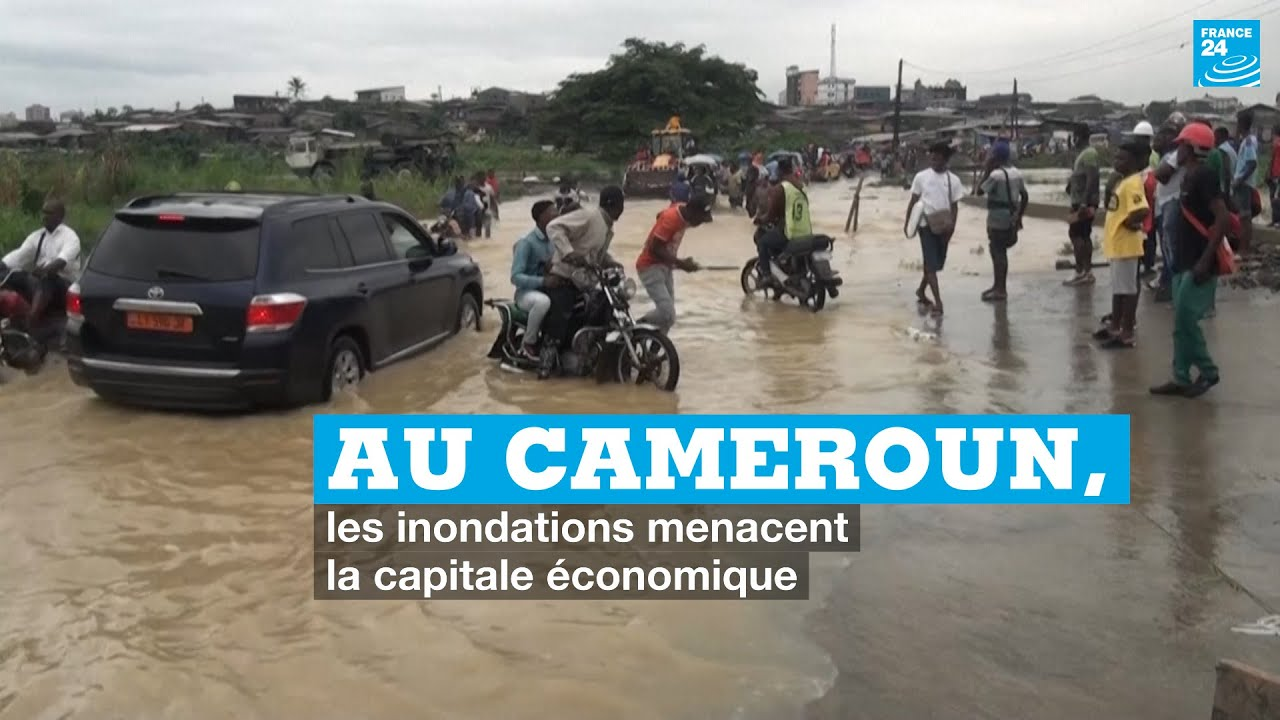 FRANCE
24
AU CAMEROUN,
les inondations menacent
la capitale économique